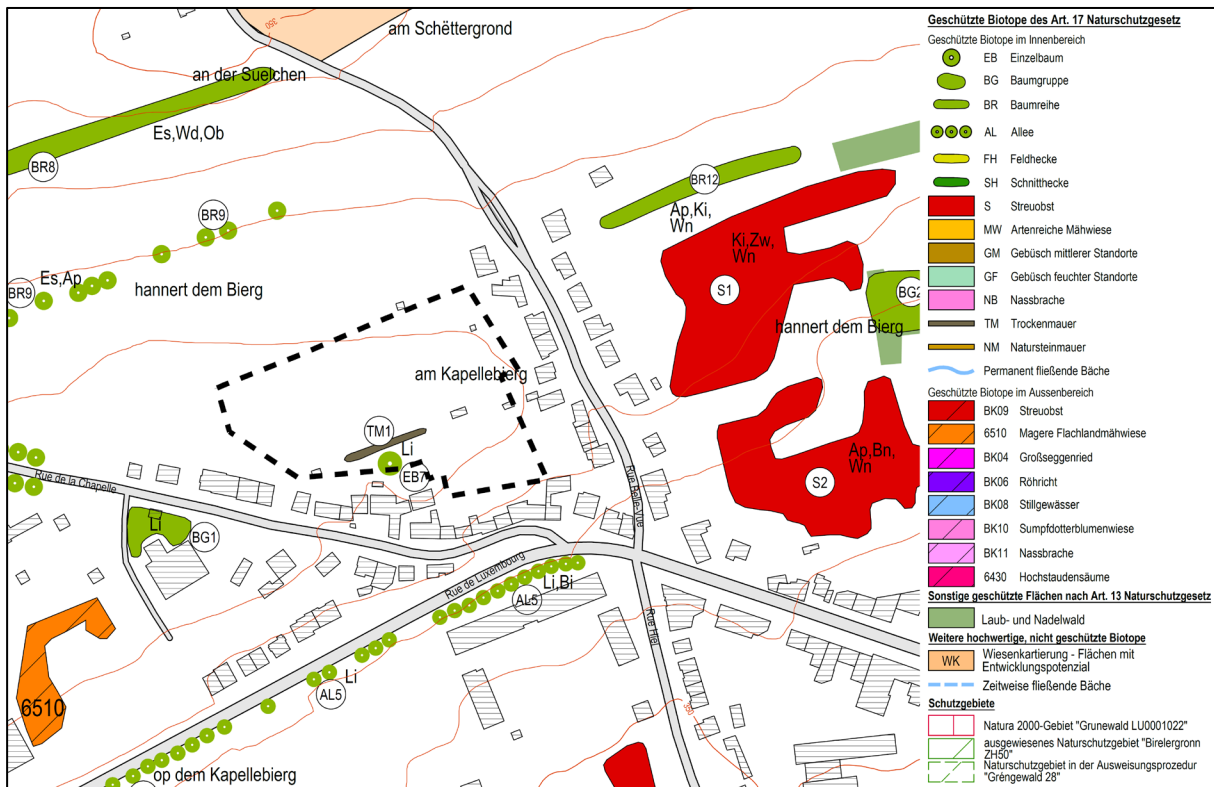 350
am Schëttergrond
an der Suelchen
Es,Wd,Ob
BR8
BR12
Ap,Ki,
Wn
BR9
Ki,Zw,
Wn
Es,Ap
BR9
hannert dem Bierg
S1
BG2
hannert dem Bierg
am Kapellebierg
TM1
Li
EB7
Ap,Bn,
Wn
S2
Rue de la Chapelle
Rue Belle-Vue
Li
BG1
Rue de Luxembourg
Li,Bi
AL5
Rue Hiel
Li
AL5
6510
350
op dem Kapellebierg
Geschützte Biotope des Art. 17 Naturschutzgesetz
Geschützte Biotope im Innenbereich
EB Einzelbaum
BG Baumgruppe
BR Baumreihe
AL Allee
FH Feldhecke
SH Schnitthecke
S Streuobst
MW Artenreiche Mähwiese
GM Gebüsch mittlerer Standorte
GF Gebüsch feuchter Standorte
NB Nassbrache
TM Trockenmauer
NM Natursteinmauer
Permanent fließende Bäche
Geschützte Biotope im Aussenbereich
BK09 Streuobst
6510 Magere Flachlandmähwiese
BK04 Großseggenried
BK06 Röhricht
BK08 Stillgewässer
BK10 Sumpfdotterblumenwiese
BK11 Nassbrache
6430 Hochstaudensäume
Sonstige geschützte Flächen nach Art. 13 Naturschutzgesetz
Laub- und Nadelwald
Weitere hochwertige, nicht geschützte Biotope
WK Wiesenkartierung - Flächen mit
Entwicklungspotenzial
Zeitweise fließende Bäche
Schutzgebiete
Natura 2000-Gebiet "Grunewald LU0001022"
ausgewiesenes Naturschutzgebiet "Birelergronn
ZH50"
Naturschutzgebiet in der Ausweisungsprozedur
"Gréngewald 28"